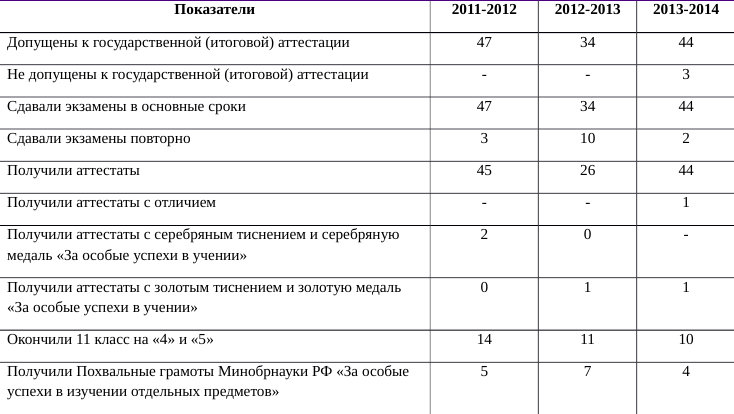 Показатели 2011-2012 2012-2013 2013-2014
Допущены к государственной (итоговой) аттестации 47 34 44
Не допущены к государственной (итоговой) аттестации - - 3
Сдавали экзамены в основные сроки 47 34 44
Сдавали экзамены повторно 3 10 2
Получили аттестаты 45 26 44
Получили аттестаты с отличием - - 1
Получили аттестаты с серебряным тиснением и серебряную 2 0 -
медаль «За особые успехи в учении»
Получили аттестаты с золотым тиснением и золотую медаль 0 1 1
«За особые успехи в учении»
Окончили 11 класс на «4» и «5» 14 11 10
Получили Похвальные грамоты Минобрнауки РФ «За особые 5 7 4
успехи в изучении отдельных предметов»